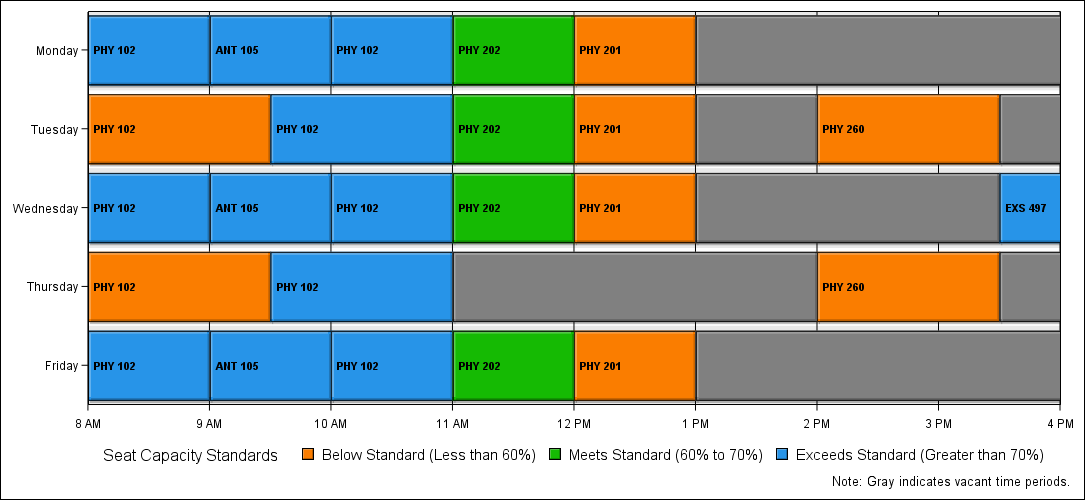 Monday PHY 102 ANT 105 PHY 102 PHY 202 PHY 201
Tuesday PHY 102 PHY 102 PHY 202 PHY 201 PHY 260
Wednesday PHY 102 ANT 105 PHY 102 PHY 202 PHY 201 EXS 497
Thursday PHY 102 PHY 102 PHY 260
Friday PHY 102 ANT 105 PHY 102 PHY 202 PHY 201
8 AM 9 AM 10 AM 11 AM 12 PM 1 PM 2 PM 3 PM 4 PM
Seat Capacity Standards Below Standard (Less than 60%) Meets Standard (60% to 70%) Exceeds Standard (Greater than 70%)
Note: Gray indicates vacant time periods.